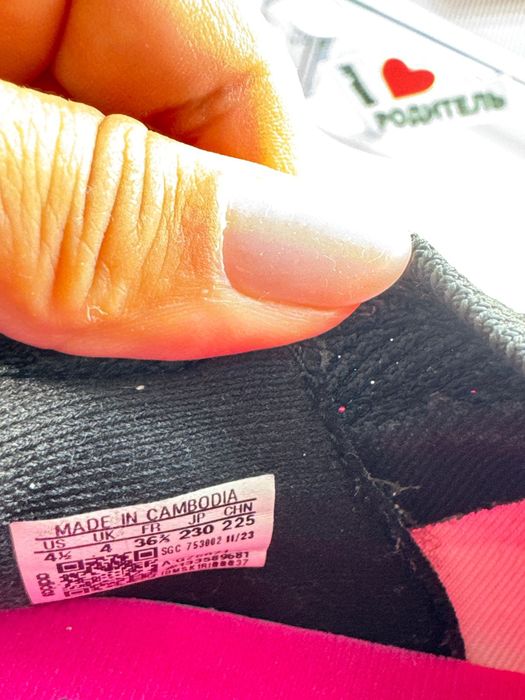 I ❤
РОДИТЕЛЬ
MADE IN CAMBODIA
US UK FR JP CHN
4½ 4 36⅔ 230 225
SGC 753002 11/23